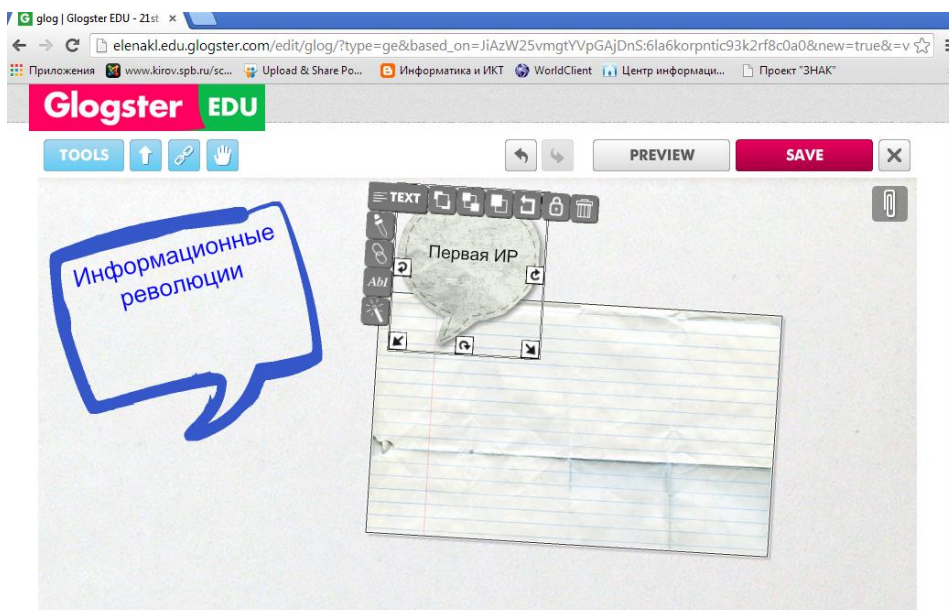 glog | Glogster EDU - 21st
elenakl.edu.glogster.com/edit/glog/?type=ge&based_on=JiAzW25vmgtYVpGAjDnS:6la6korpntic93k2rf8c0a0&new=true&=v
Приложения www.kirov.spb.ru/sc... Upload & Share Po... Информатика и ИКТ WorldClient Центр информаци... Проект "ЗНАК"
Glogster EDU
TOOLS PREVIEW SAVE
TEXT
Первая ИР
Abl
Информационные
революции